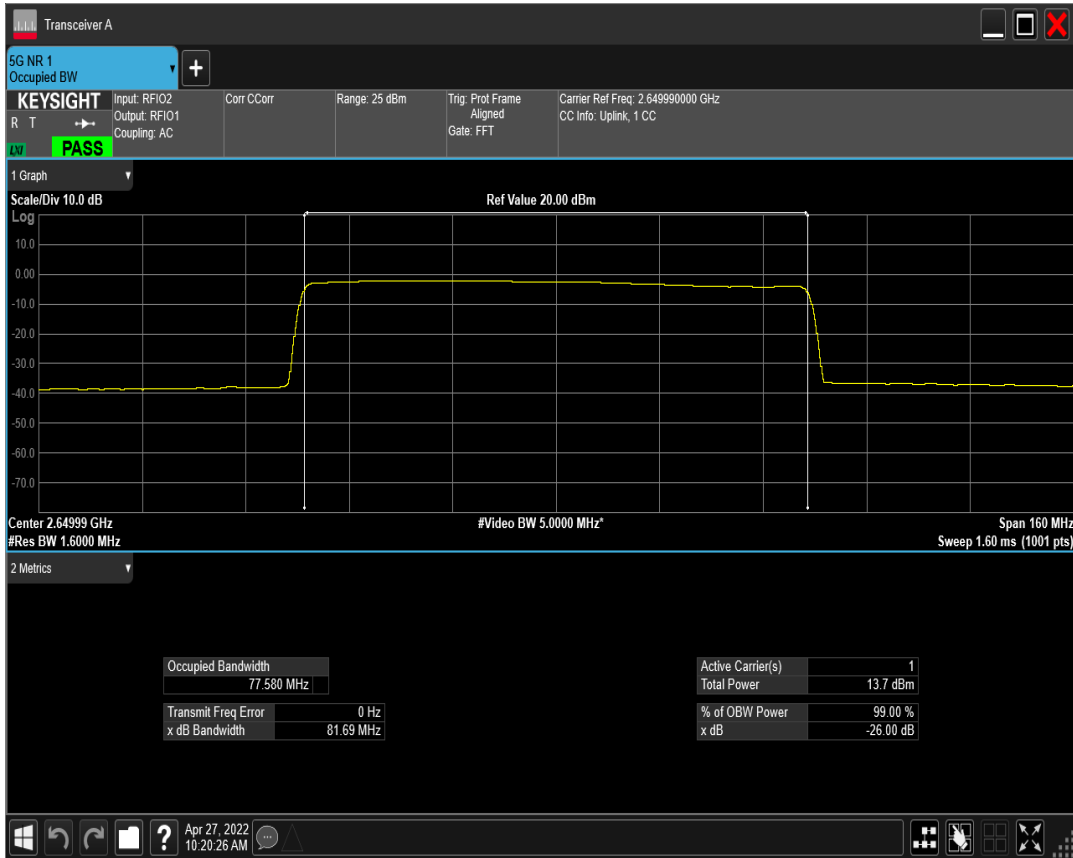 Transceiver A
5G NR 1
Occupied BW
+
KEYSIGHT
R T
LXI
PASS
Input: RFIO2
Output: RFIO1
Coupling: AC
Corr CCorr
Range: 25 dBm
Trig: Prot Frame
Aligned
Gate: FFT
Carrier Ref Freq: 2.649990000 GHz
CC Info: Uplink, 1 CC
1 Graph
Scale/Div 10.0 dB
Ref Value 20.00 dBm
Log
10.0
0.00
-10.0
-20.0
-30.0
-40.0
-50.0
-60.0
-70.0
Center 2.64999 GHz
#Video BW 5.0000 MHz*
Span 160 MHz
#Res BW 1.6000 MHz
Sweep 1.60 ms (1001 pts)
2 Metrics
Occupied Bandwidth
77.580 MHz
Transmit Freq Error 0 Hz
x dB Bandwidth 81.69 MHz
Active Carrier(s) 1
Total Power 13.7 dBm
% of OBW Power 99.00 %
x dB -26.00 dB
?
Apr 27, 2022
10:20:26 AM